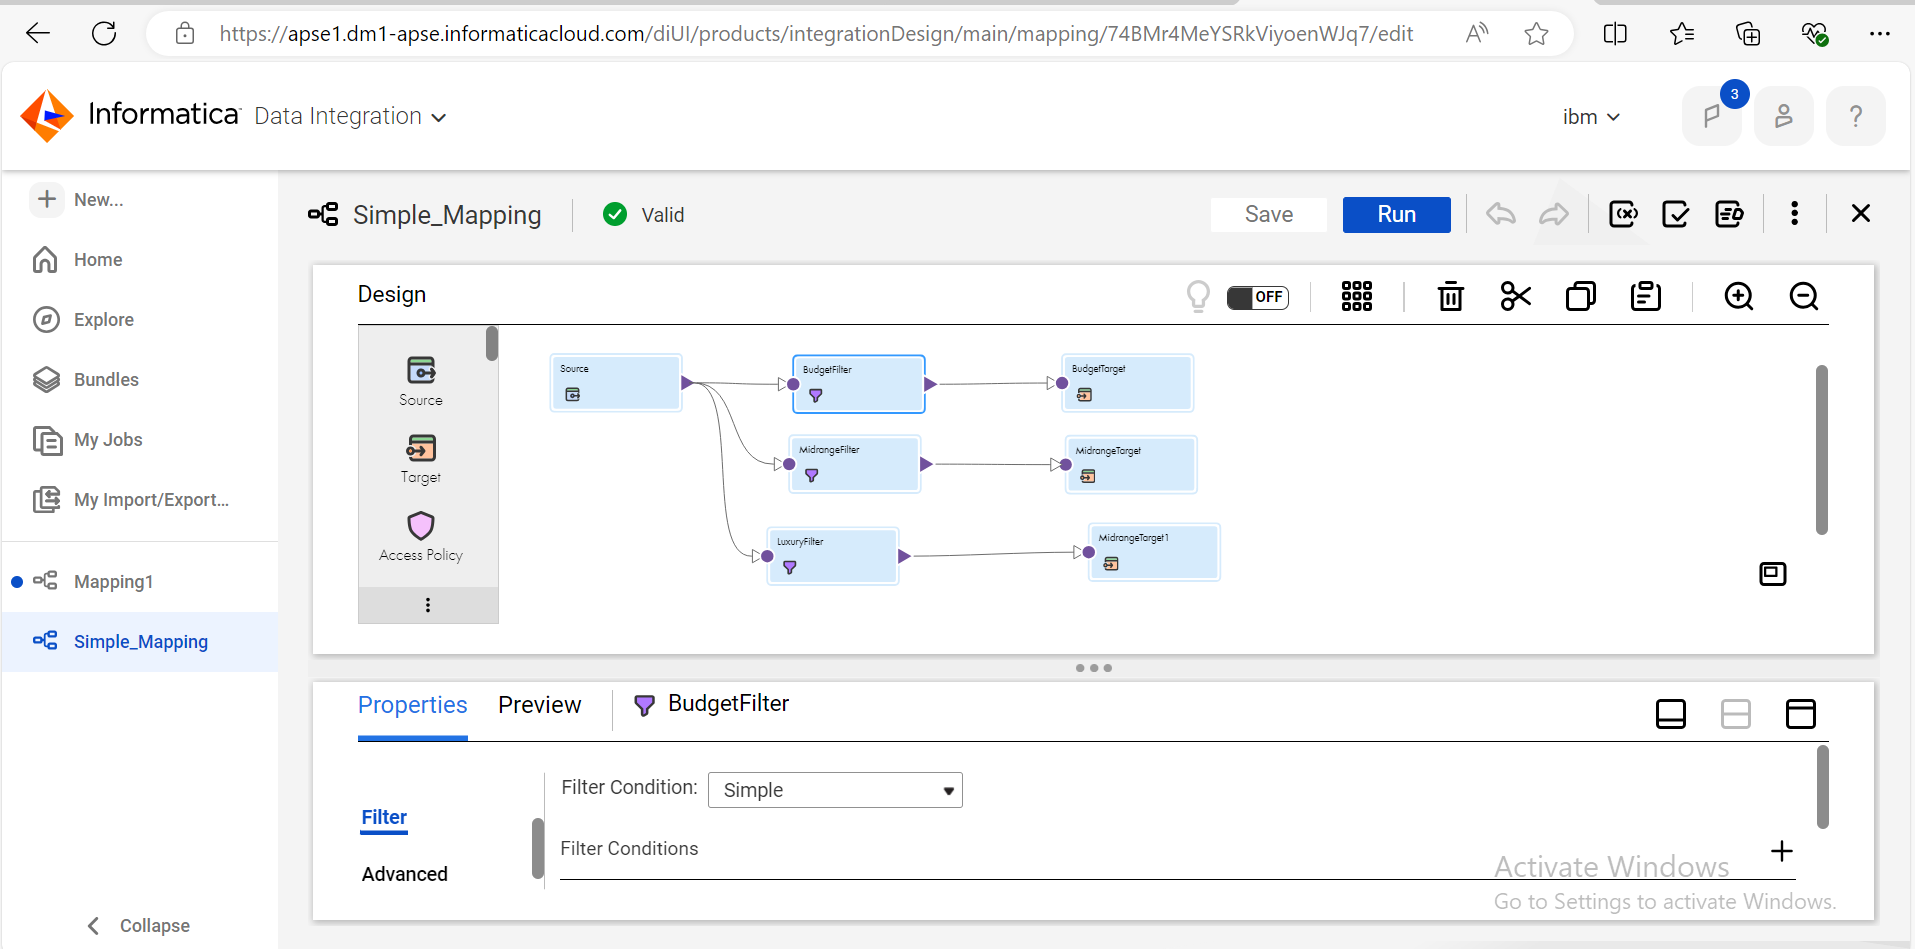 https://apse1.dm1-apse.informaticacloud.com/diUI/products/integrationDesign/main/mapping/74BMr4MeYSRkViyoenWJq7/edit
Informatica Data Integration
ibm
3
?
New...
Home
Explore
Bundles
My Jobs
My Import/Export...
Mapping1
Simple_Mapping
Collapse
Simple_Mapping
Valid
Save
Run
Design
OFF
Source
Target
Access Policy
Source
BudgetFilter
BudgetTarget
MidrangeFilter
MidrangeTarget
LuxuryFilter
MidrangeTarget1
Properties
Preview
BudgetFilter
Filter
Advanced
Filter Condition:
Simple
Filter Conditions
Activate Windows
Go to Settings to activate Windows.